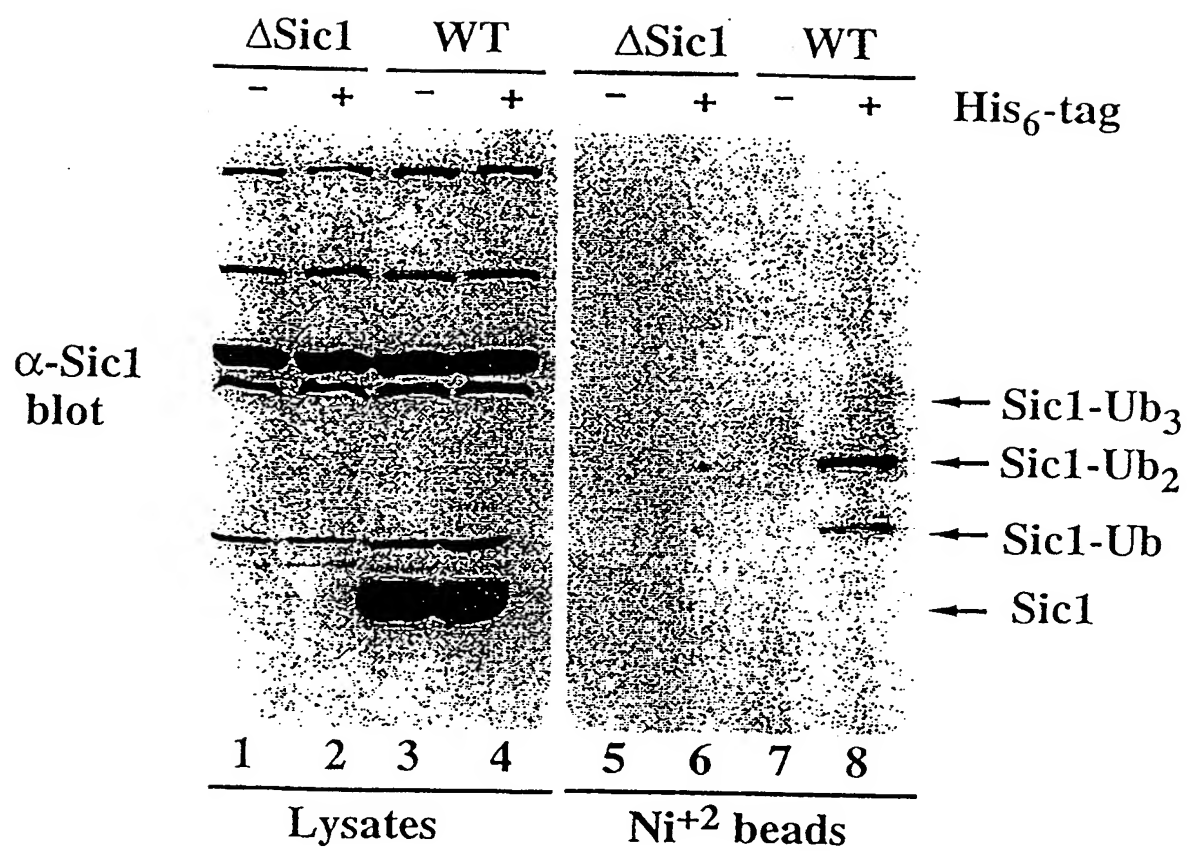 ΔSic1 WT ΔSic1 WT
- + - + - + - + His6-tag
α-Sic1
blot
Sic1-Ub3
Sic1-Ub2
Sic1-Ub
Sic1
1 2 3 4 5 6 7 8
Lysates Ni+2 beads